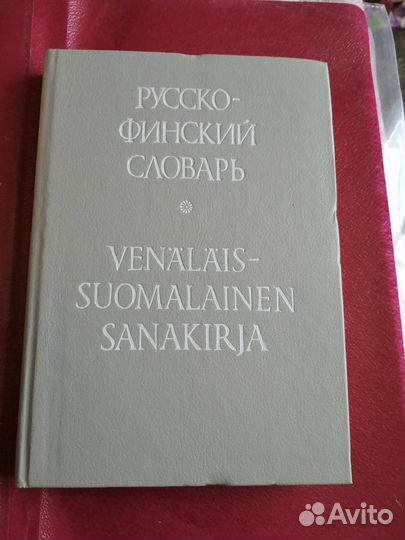 РУССКО-
ФИНСКИЙ
СЛОВАРЬ
VENÄLÄIS-
SUOMALAINEN
SANAKIRJA
Avito